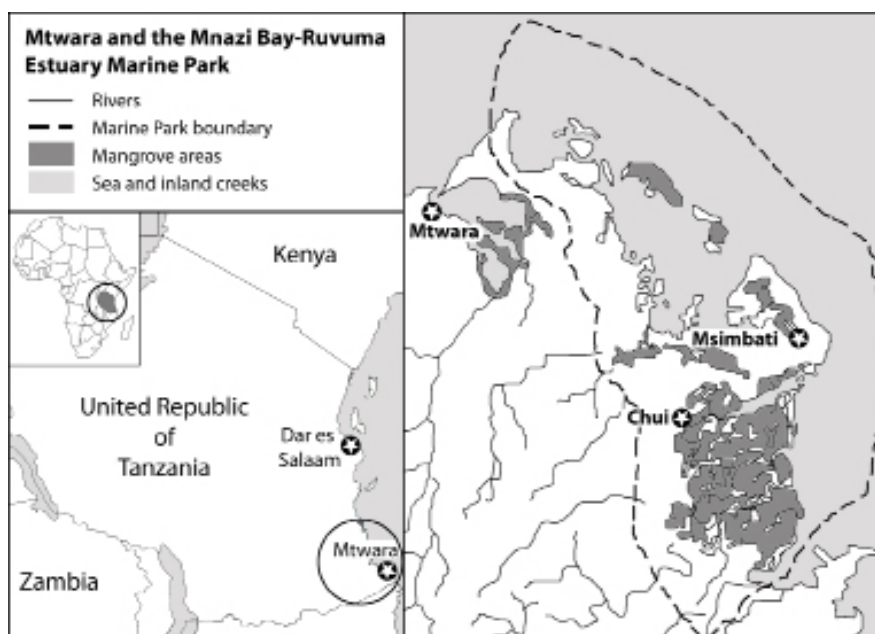 Mtwara and the Mnazi Bay-Ruvuma
Estuary Marine Park
Rivers
Marine Park boundary
Mangrove areas
Sea and inland creeks
Kenya
United Republic
of
Tanzania
Dar es
Salaam
Mtwara
Zambia
Mtwara
Msimbati
Chui